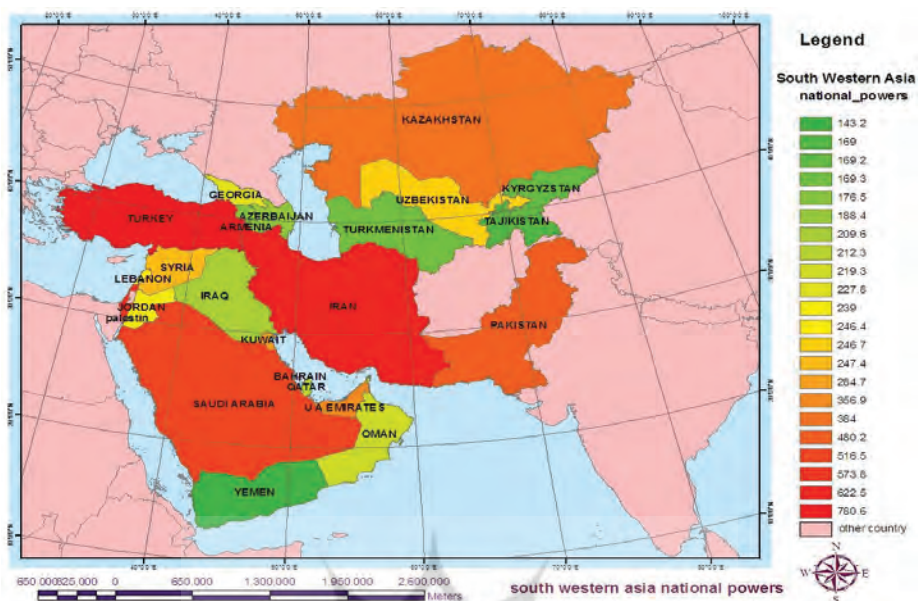 Legend
South Western Asia
national_powers
143.2
169
169.2
169.3
176.5
188.4
209.6
212.3
219.3
227.6
239
246.4
246.7
247.4
284.7
356.9
384
480.2
516.5
573.8
622.5
780.6
other country
KAZAKHSTAN
GEORGIA
UZBEKISTAN
KYRGYZSTAN
TURKEY
AZERBAIJAN
ARMENIA
TURKMENISTAN
TAJIKISTAN
SYRIA
LEBANON
IRAQ
IRAN
JORDAN
palestin
KUWAIT
PAKISTAN
BAHRAIN
QATAR
SAUDI ARABIA
U A EMIRATES
OMAN
YEMEN
N
W E
S
0 650.000 1.300.000 1.950.000 2.600.000
Meters
south western asia national powers